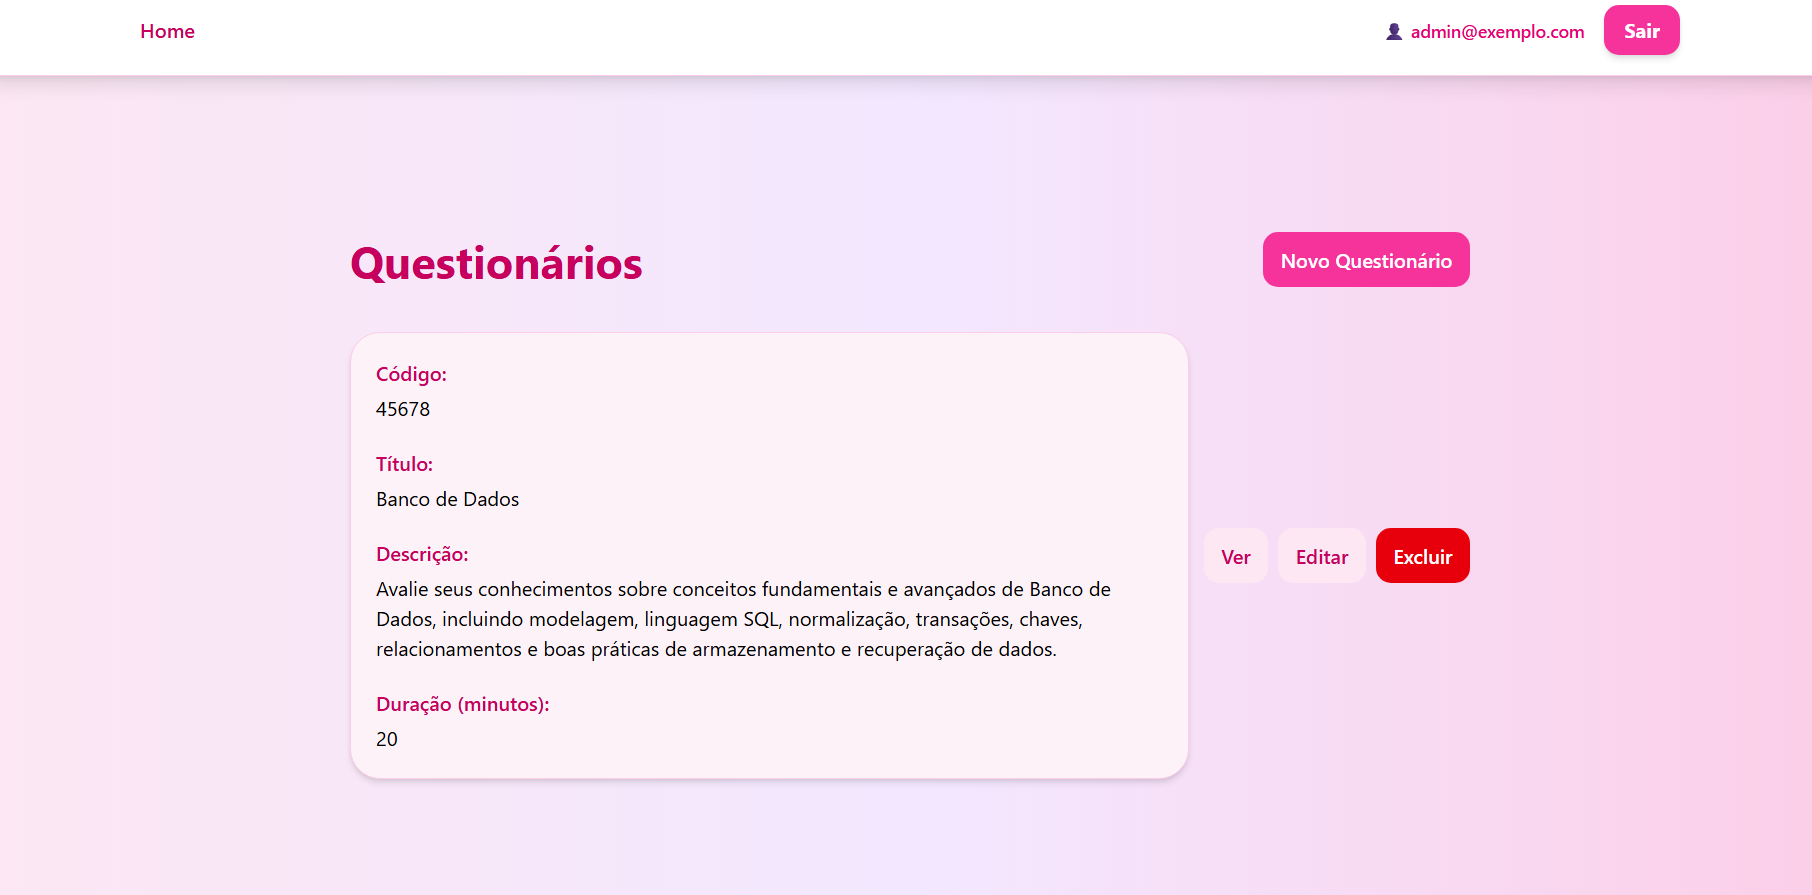 Home
admin@exemplo.com
Sair
Questionários
Novo Questionário
Código:
45678
Título:
Banco de Dados
Descrição:
Avalie seus conhecimentos sobre conceitos fundamentais e avançados de Banco de
Dados, incluindo modelagem, linguagem SQL, normalização, transações, chaves,
relacionamentos e boas práticas de armazenamento e recuperação de dados.
Duração (minutos):
20
Ver
Editar
Excluir